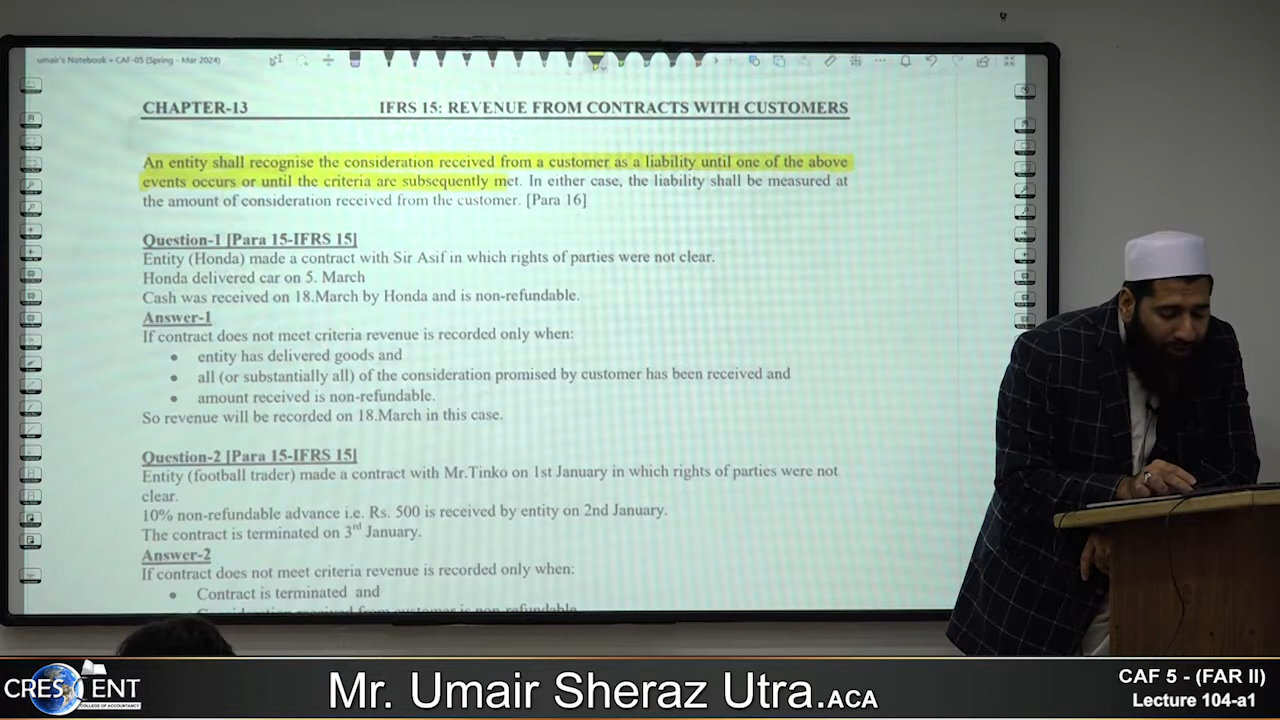 umair's Notebook » CAF-05 (Spring - Mar 2024)
CHAPTER-13 IFRS 15: REVENUE FROM CONTRACTS WITH CUSTOMERS
An entity shall recognise the consideration received from a customer as a liability until one of the above
events occurs or until the criteria are subsequently met. In either case, the liability shall be measured at
the amount of consideration received from the customer. [Para 16]
Question-1 [Para 15-IFRS 15]
Entity (Honda) made a contract with Sir Asif in which rights of parties were not clear.
Honda delivered car on 5. March
Cash was received on 18.March by Honda and is non-refundable.
Answer-1
If contract does not meet criteria revenue is recorded only when:
• entity has delivered goods and
• all (or substantially all) of the consideration promised by customer has been received and
• amount received is non-refundable.
So revenue will be recorded on 18.March in this case.
Question-2 [Para 15-IFRS 15]
Entity (football trader) made a contract with Mr.Tinko on 1st January in which rights of parties were not
clear.
10% non-refundable advance i.e. Rs. 500 is received by entity on 2nd January.
The contract is terminated on 3rd January.
Answer-2
If contract does not meet criteria revenue is recorded only when:
• Contract is terminated and
• Consideration received from customer is non-refundable
CRESCENT
COLLEGE OF ACCOUNTANCY
Mr. Umair Sheraz Utra.ACA
CAF 5 - (FAR II)
Lecture 104-a1